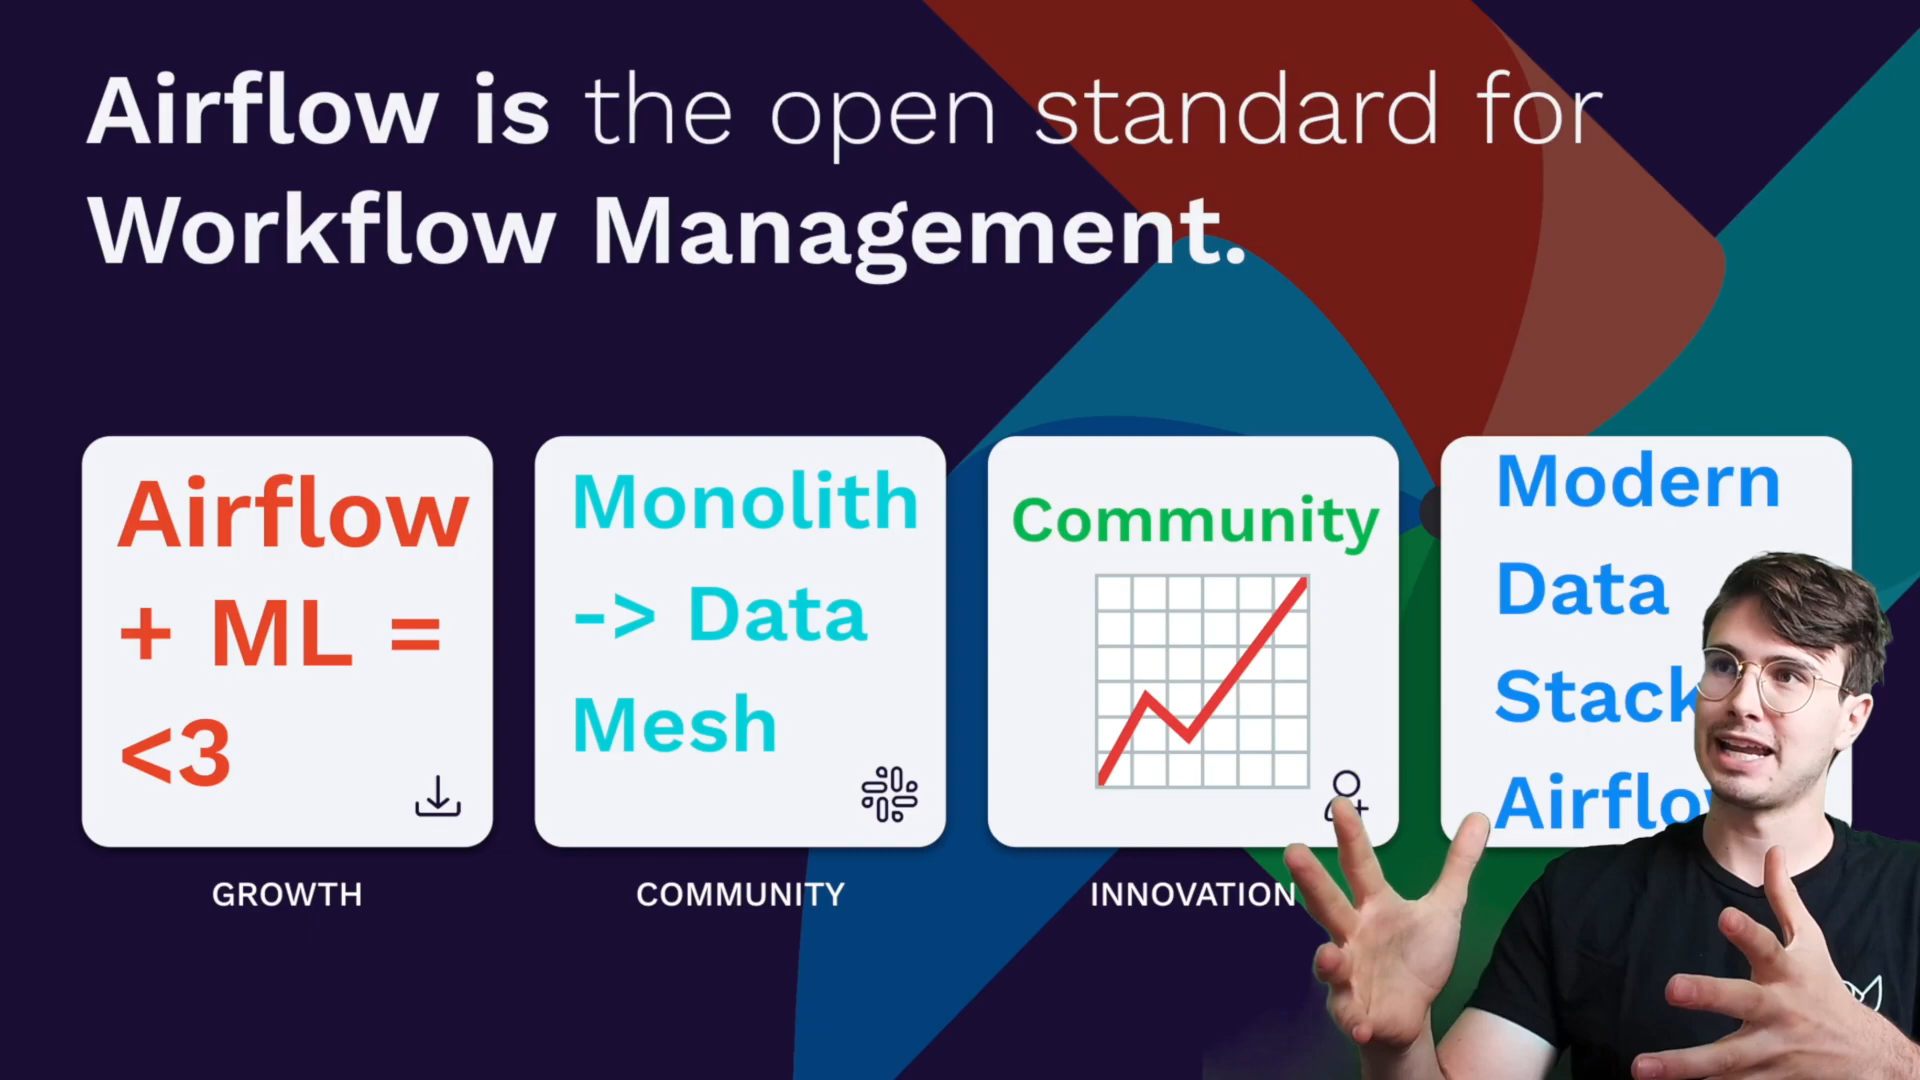 Airflow is the open standard for
Workflow Management.
Airflow
+ ML =
<3
GROWTH
Monolith
-> Data
Mesh
COMMUNITY
Community
INNOVATION
Modern
Data
Stack